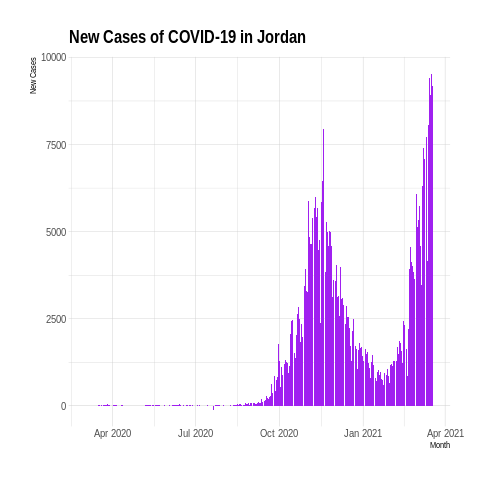 New Cases of COVID-19 in Jordan
New Cases
10000
7500
5000
2500
0
Apr 2020
Jul 2020
Oct 2020
Jan 2021
Apr 2021
Month